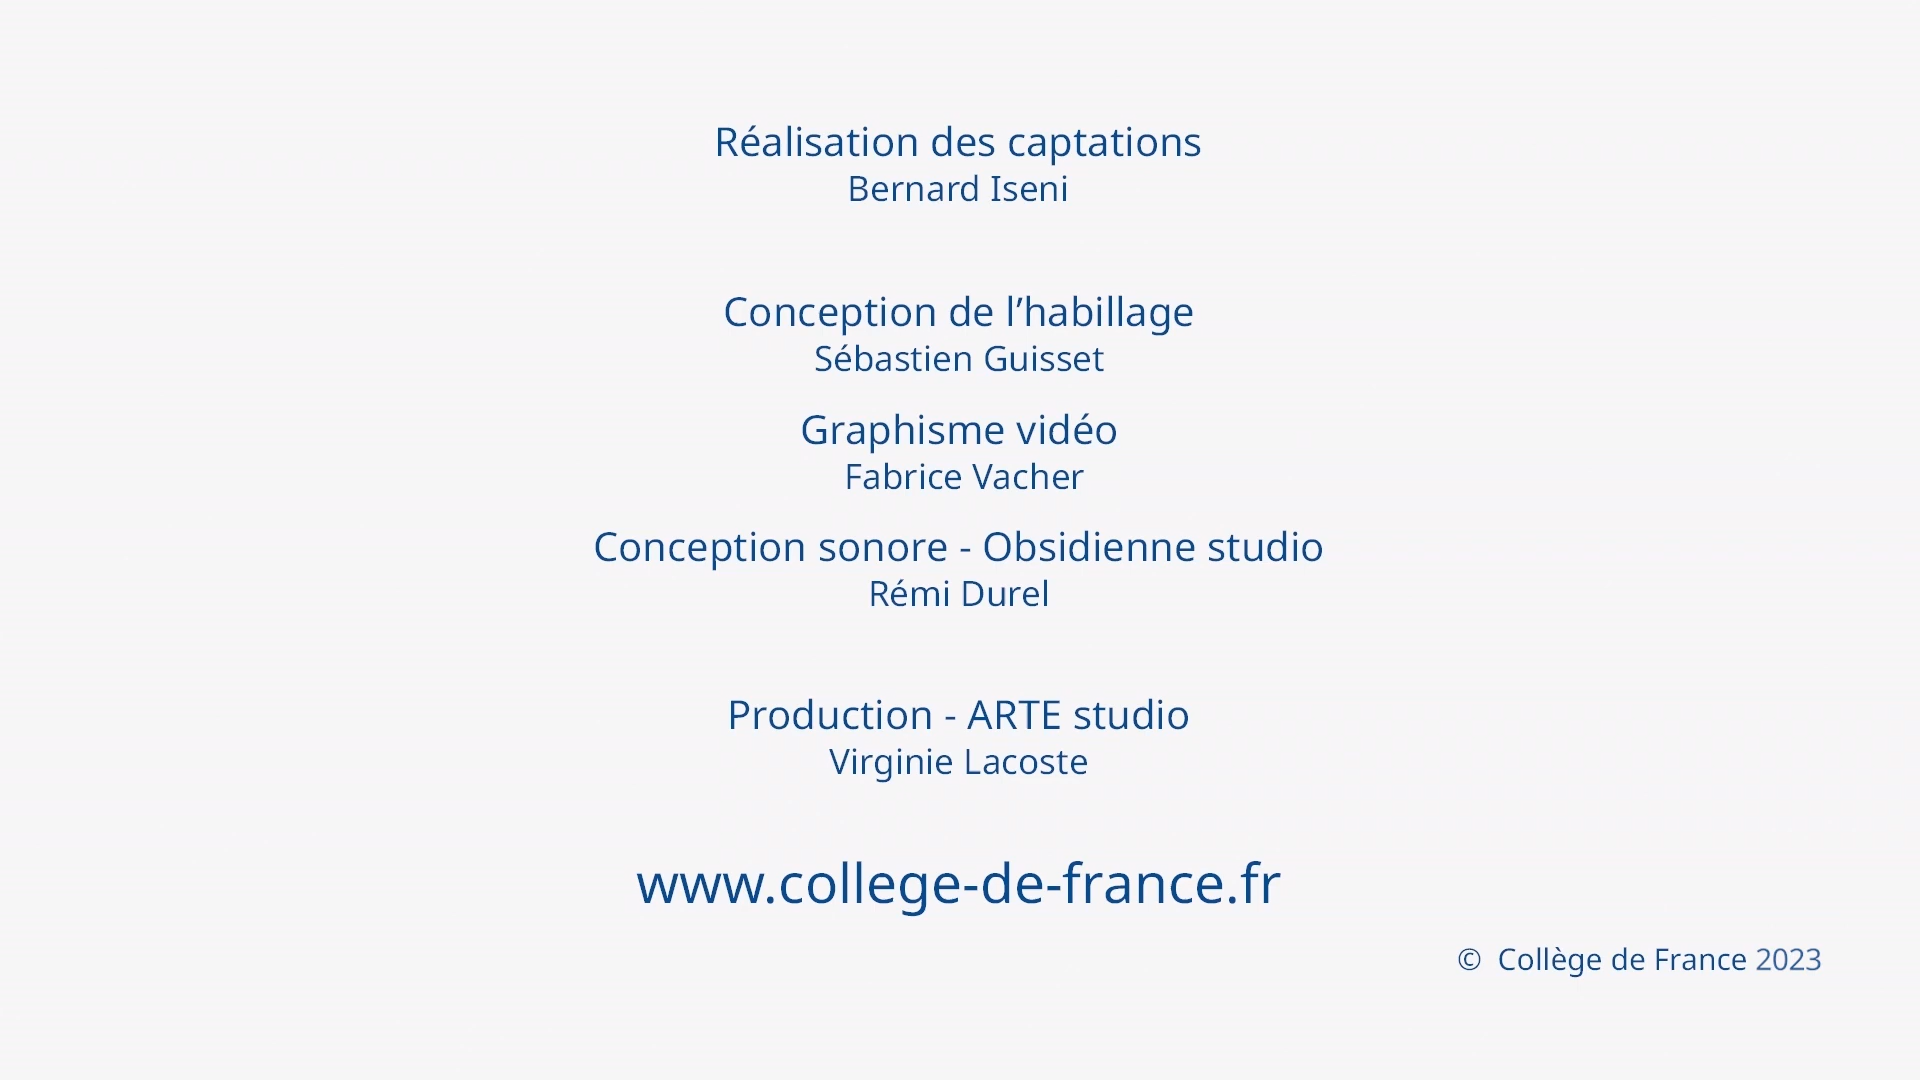 Réalisation des captations
Bernard Iseni
Conception de l’habillage
Sébastien Guisset
Graphisme vidéo
Fabrice Vacher
Conception sonore - Obsidienne studio
Rémi Durel
Production - ARTE studio
Virginie Lacoste
www.college-de-france.fr
© Collège de France 2023